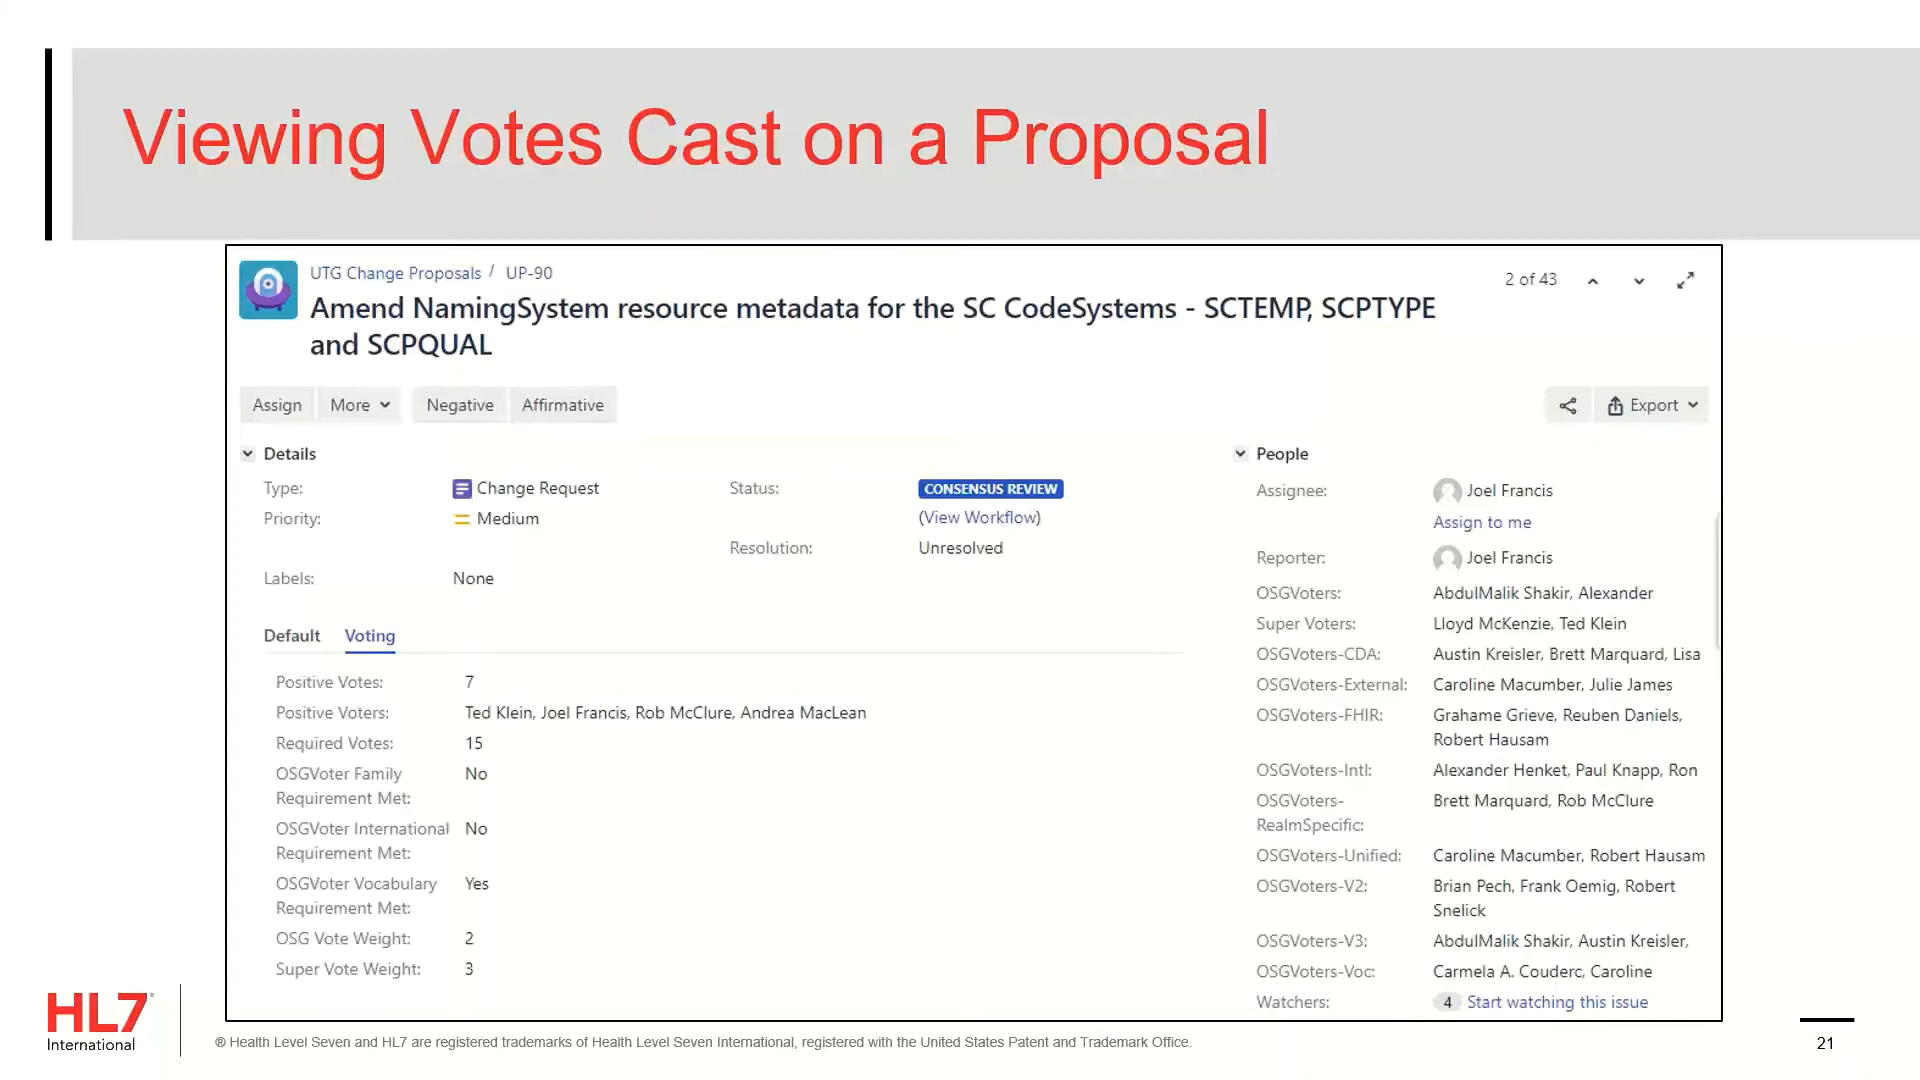 Viewing Votes Cast on a Proposal
UTG Change Proposals / UP-90
2 of 43
Amend NamingSystem resource metadata for the SC CodeSystems - SCTEMP, SCPTYPE
and SCPQUAL
Assign More Negative Affirmative
Export
Details
Type: Change Request
Status: CONSENSUS REVIEW
Priority: Medium
(View Workflow)
Resolution: Unresolved
Labels: None
Default Voting
Positive Votes: 7
Positive Voters: Ted Klein, Joel Francis, Rob McClure, Andrea MacLean
Required Votes: 15
OSGVoter Family No
Requirement Met:
OSGVoter International No
Requirement Met:
OSGVoter Vocabulary Yes
Requirement Met:
OSG Vote Weight: 2
Super Vote Weight: 3
People
Assignee: Joel Francis
Assign to me
Reporter: Joel Francis
OSGVoters: AbdulMalik Shakir, Alexander
Super Voters: Lloyd McKenzie, Ted Klein
OSGVoters-CDA: Austin Kreisler, Brett Marquard, Lisa
OSGVoters-External: Caroline Macumber, Julie James
OSGVoters-FHIR: Grahame Grieve, Reuben Daniels,
Robert Hausam
OSGVoters-Intl: Alexander Henket, Paul Knapp, Ron
OSGVoters- Brett Marquard, Rob McClure
RealmSpecific:
OSGVoters-Unified: Caroline Macumber, Robert Hausam
OSGVoters-V2: Brian Pech, Frank Oemig, Robert
Snelick
OSGVoters-V3: AbdulMalik Shakir, Austin Kreisler,
OSGVoters-Voc: Carmela A. Couderc, Caroline
Watchers: 4 Start watching this issue
HL7
International
® Health Level Seven and HL7 are registered trademarks of Health Level Seven International, registered with the United States Patent and Trademark Office.
21